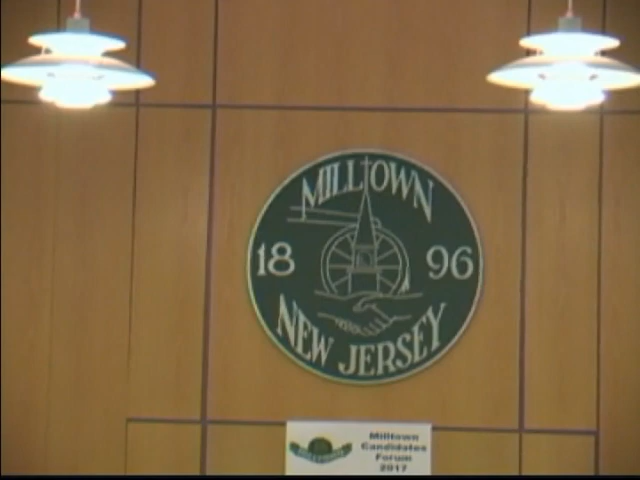 MILLTOWN
18 96
NEW JERSEY
Milltown
Candidates
Forum
2017